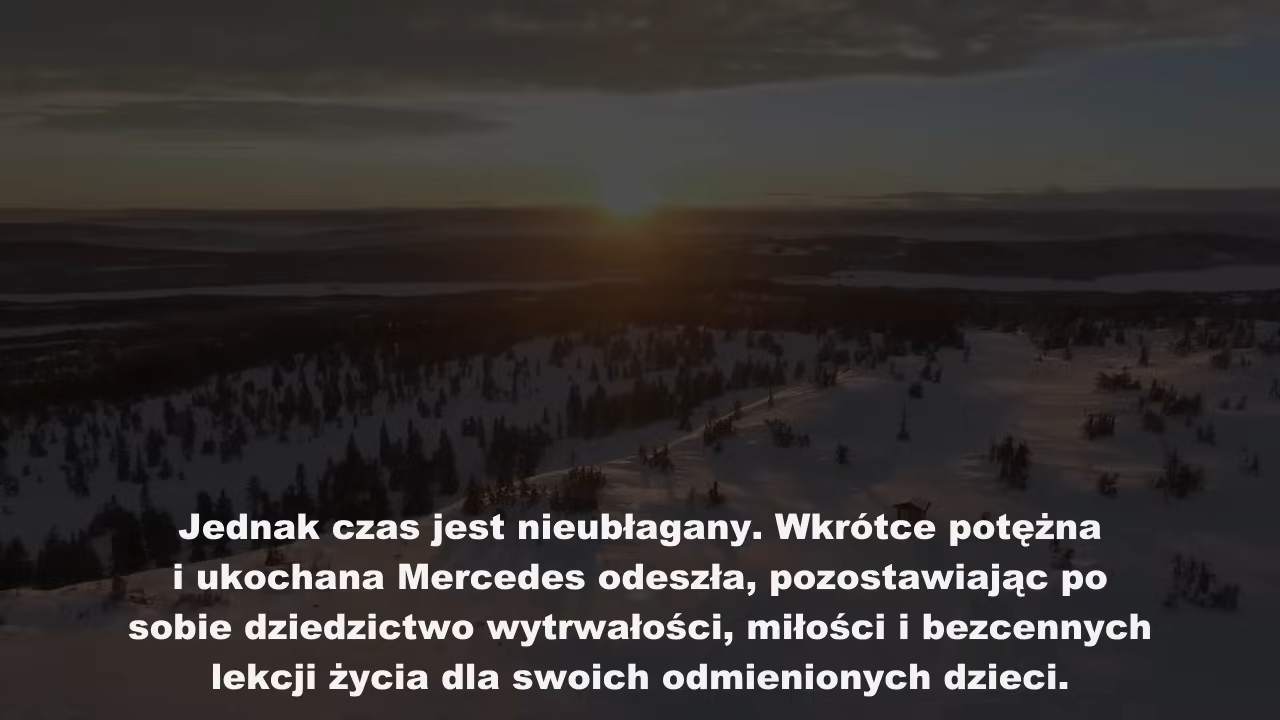 Jednak czas jest nieubłagany. Wkrótce potężna
i ukochana Mercedes odeszła, pozostawiając po
sobie dziedzictwo wytrwałości, miłości i bezcennych
lekcji życia dla swoich odmienionych dzieci.